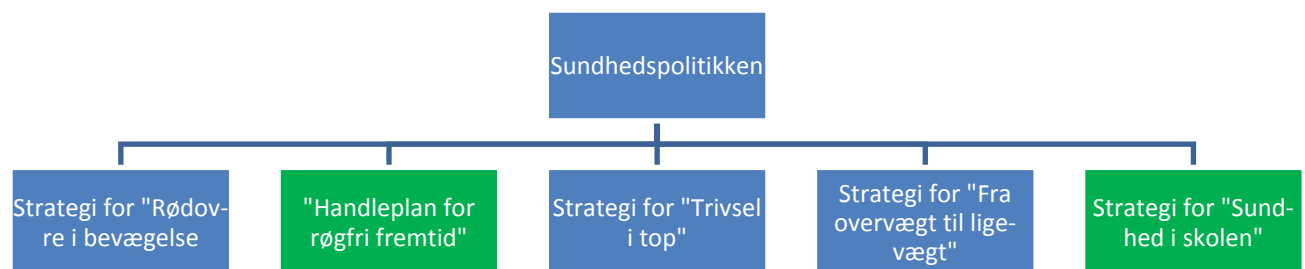 Sundhedspolitikken
Strategi for "Rødov-
re i bevægelse
"Handleplan for
røgfri fremtid"
Strategi for "Trivsel
i top"
Strategi for "Fra
overvægt til lige-
vægt"
Strategi for "Sund-
hed i skolen"